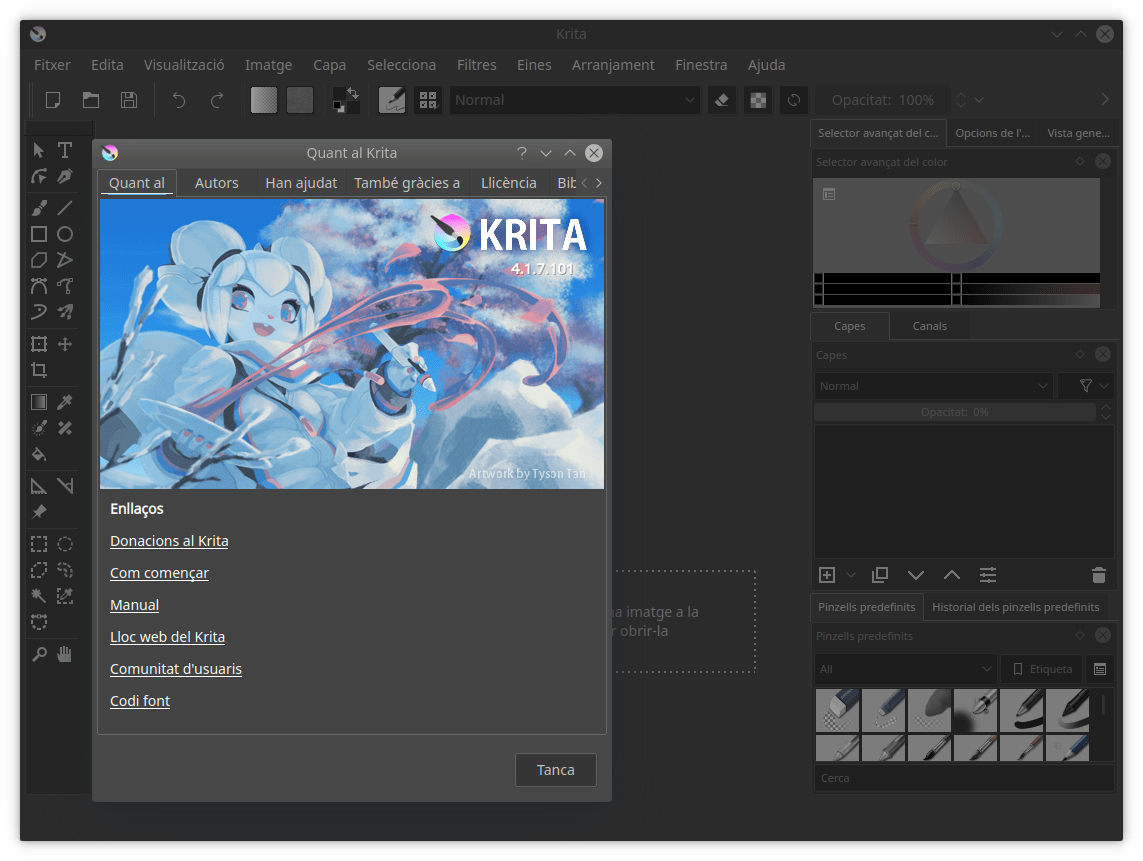 Krita
Fitxer Edita Visualització Imatge Capa Selecciona Filtres Eines Arranjament Finestra Ajuda
Normal Opacitat: 100%
Selector avançat del c... Opcions de l'... Vista gene...
Selector avançat del color
Quant al Krita
Quant al Autors Han ajudat També gràcies a Llicència Bib
KRITA
4.1.7.101
Artwork by Tyson Tan
Enllaços
Donacions al Krita
Com començar
Manual
Lloc web del Krita
Comunitat d'usuaris
Codi font
Tanca
imatge a la
obrir-la
Capes Canals
Capes
Normal
Opacitat: 0%
Pinzells predefinits Historial dels pinzells predefinits
Pinzells predefinits
All Etiqueta
Cerca